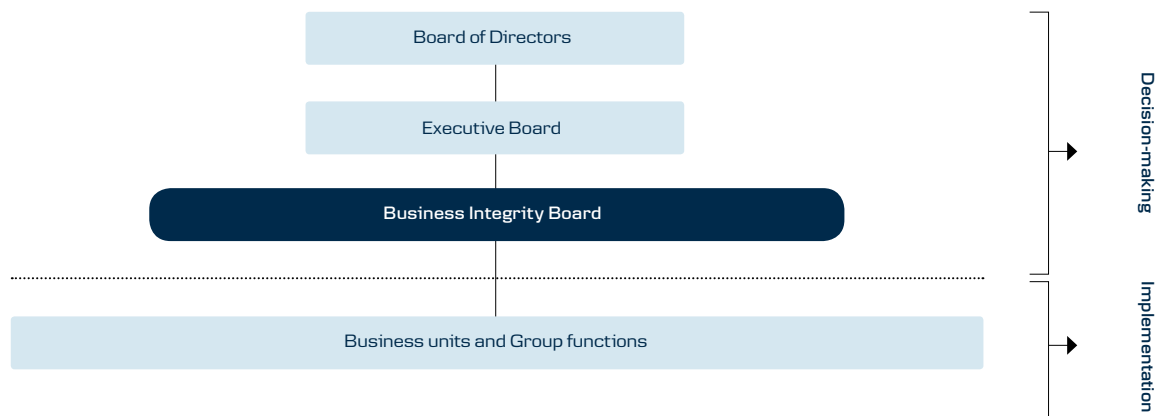 Board of Directors
Executive Board
Business Integrity Board
Decision-making
Business units and Group functions
Implementation